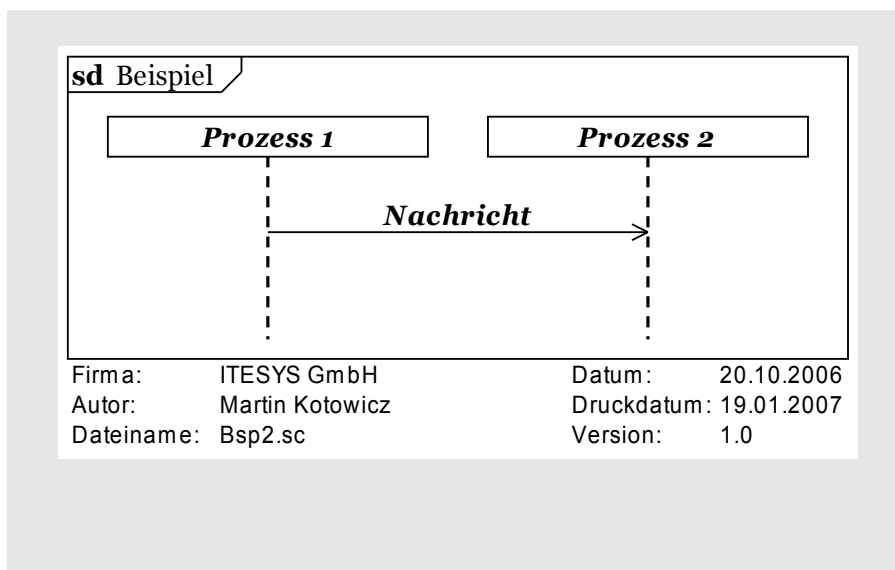 sd Beispiel
Prozess 1 Prozess 2
Nachricht
Firma: ITESYS GmbH Datum: 20.10.2006
Autor: Martin Kotowicz Druckdatum: 19.01.2007
Dateiname: Bsp2.sc Version: 1.0